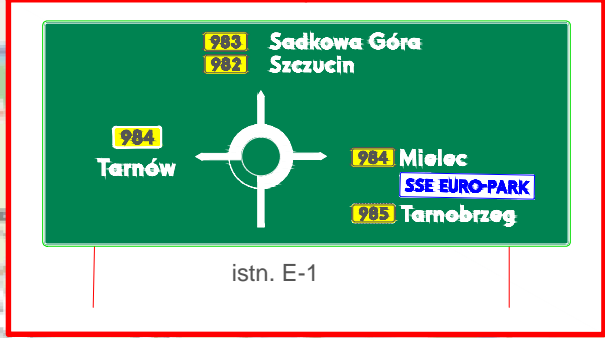 983 Sadkowa Góra
982 Szczucin
984
Tarnów
984 Mielec
SSE EURO-PARK
985 Tarnobrzeg
istn. E-1